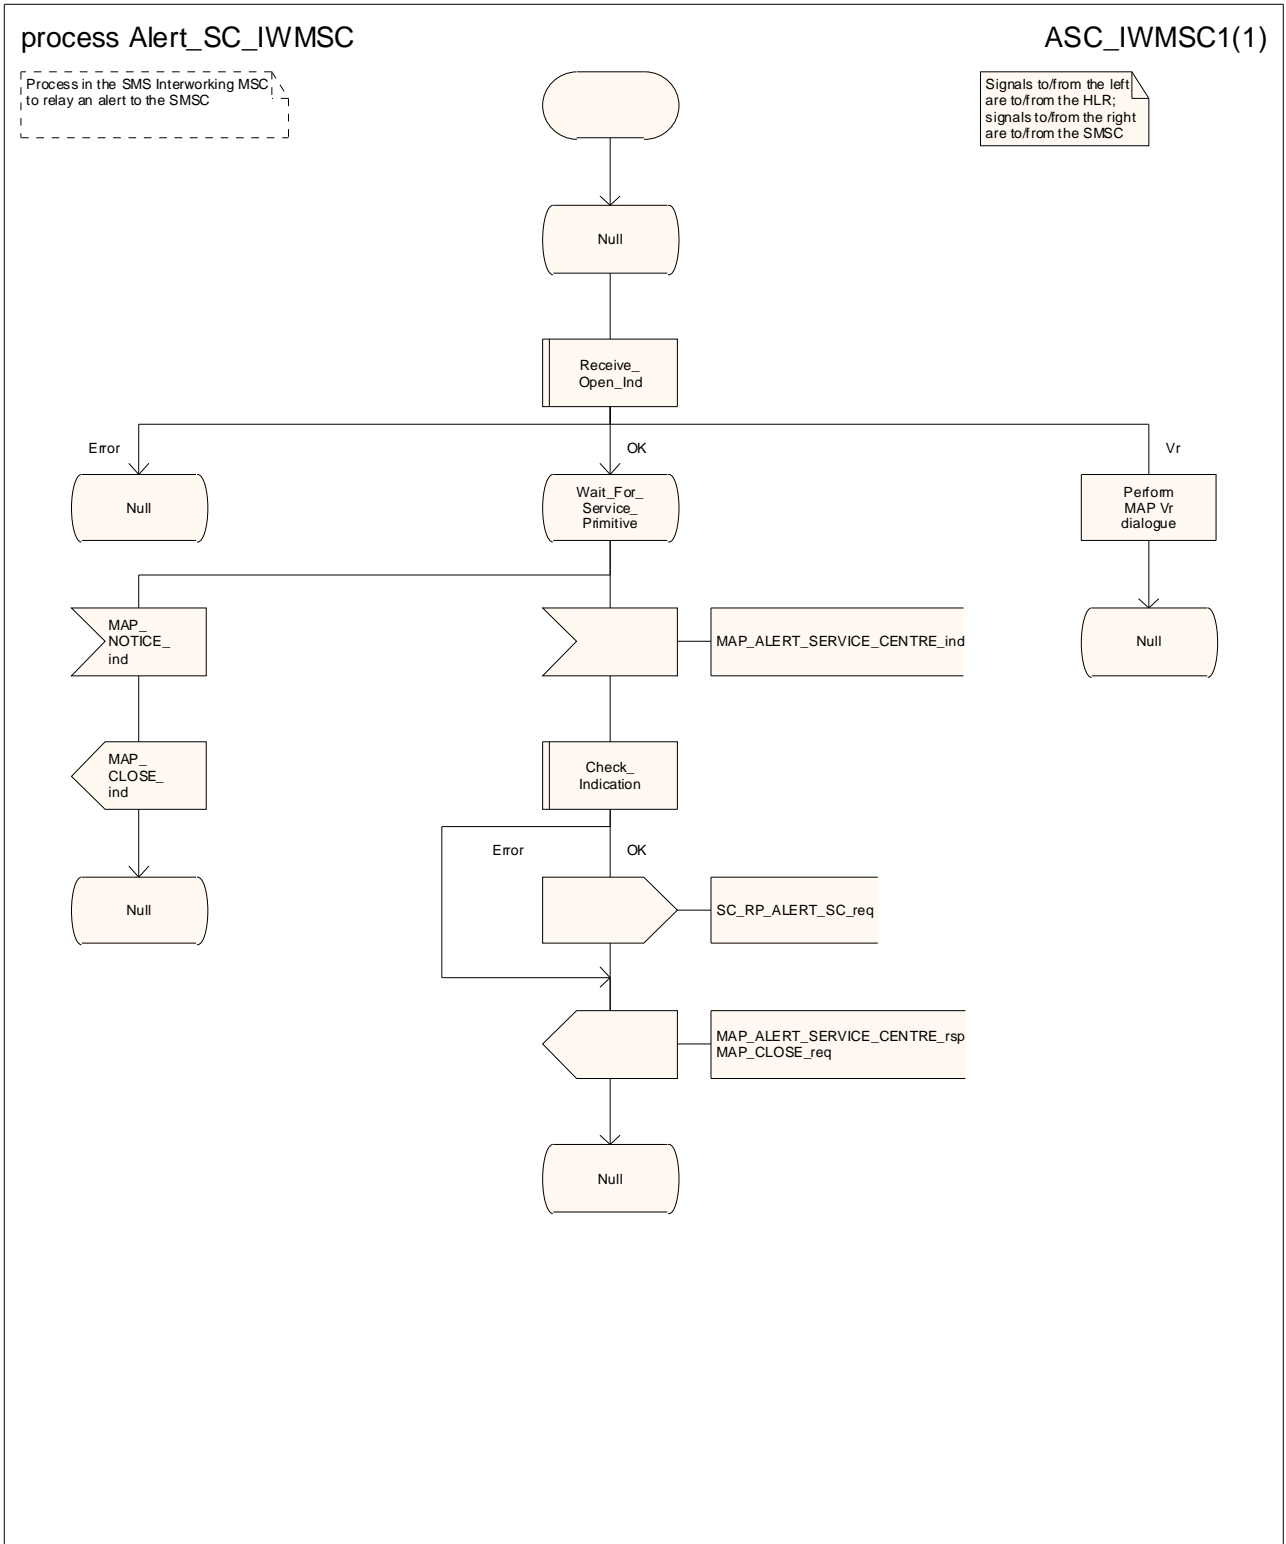 process Alert_SC_IWMSC
ASC_IWMSC1(1)
Process in the SMS Interworking MSC
to relay an alert to the SMSC
Signals to/from the left
are to/from the HLR;
signals to/from the right
are to/from the SMSC
Null
Receive_
Open_Ind
Error
OK
Vr
Null
Wait_For_
Service_
Primitive
Perform
MAP Vr
dialogue
MAP_
NOTICE_
ind
MAP_ALERT_SERVICE_CENTRE_ind
Null
MAP_
CLOSE_
ind
Check_
Indication
Error
OK
Null
SC_RP_ALERT_SC_req
MAP_ALERT_SERVICE_CENTRE_rsp
MAP_CLOSE_req
Null